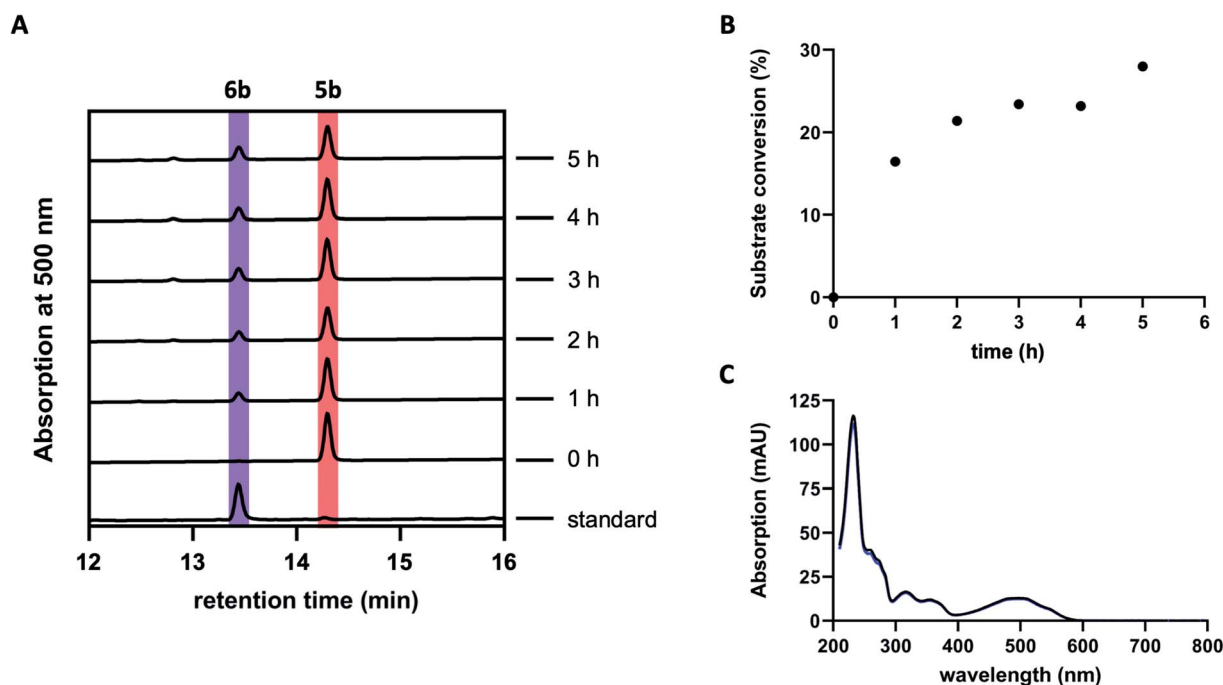 A
6b 5b
5 h
4 h
3 h
2 h
1 h
0 h
standard
Absorption at 500 nm
12 13 14 15 16
retention time (min)
B
Substrate conversion (%)
30
20
10
0
0 1 2 3 4 5 6
time (h)
C
Absorption (mAU)
125
100
75
50
25
0
200 300 400 500 600 700 800
wavelength (nm)